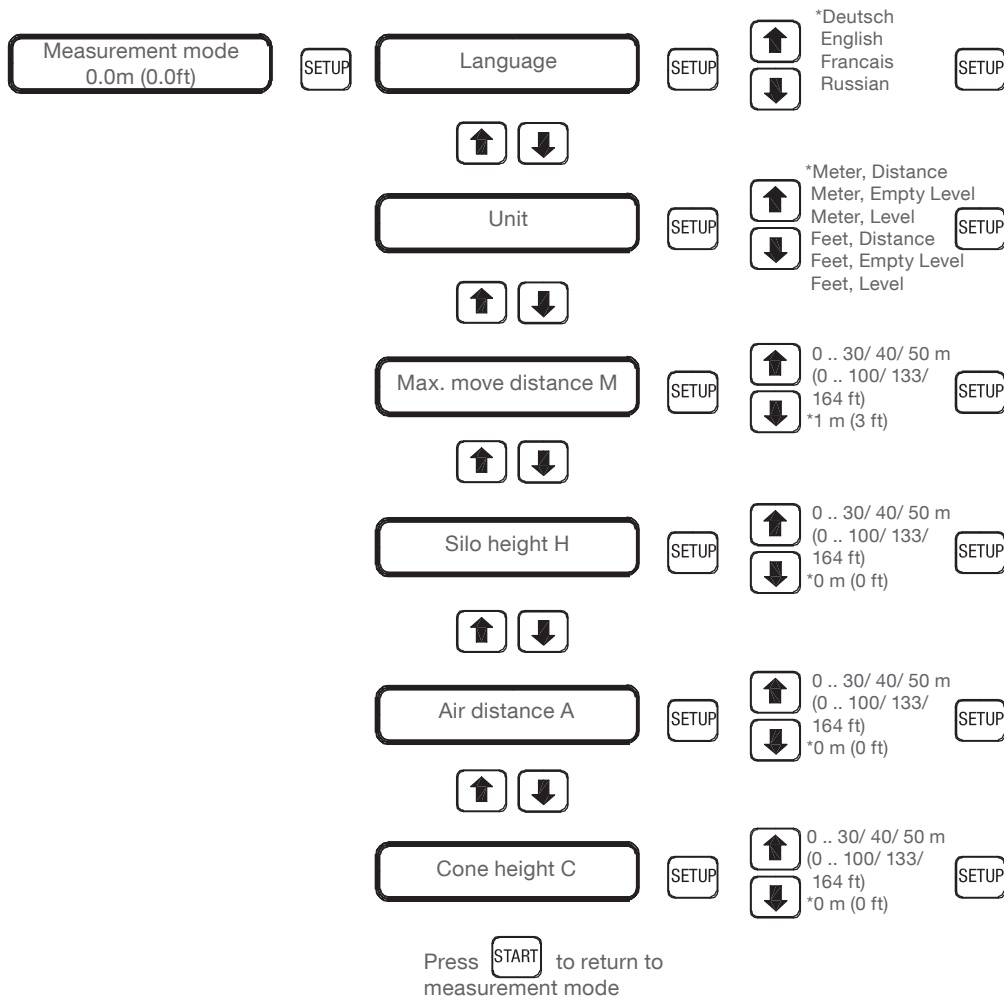 Measurement mode
0.0m (0.0ft)
SETUP
Language
SETUP
*Deutsch
English
Francais
Russian
SETUP
Unit
SETUP
*Meter, Distance
Meter, Empty Level
Meter, Level
Feet, Distance
Feet, Empty Level
Feet, Level
SETUP
Max. move distance M
SETUP
0 .. 30/ 40/ 50 m
(0 .. 100/ 133/
164 ft)
*1 m (3 ft)
SETUP
Silo height H
SETUP
0 .. 30/ 40/ 50 m
(0 .. 100/ 133/
164 ft)
*0 m (0 ft)
SETUP
Air distance A
SETUP
0 .. 30/ 40/ 50 m
(0 .. 100/ 133/
164 ft)
*0 m (0 ft)
SETUP
Cone height C
SETUP
0 .. 30/ 40/ 50 m
(0 .. 100/ 133/
164 ft)
*0 m (0 ft)
SETUP
Press START to return to
measurement mode